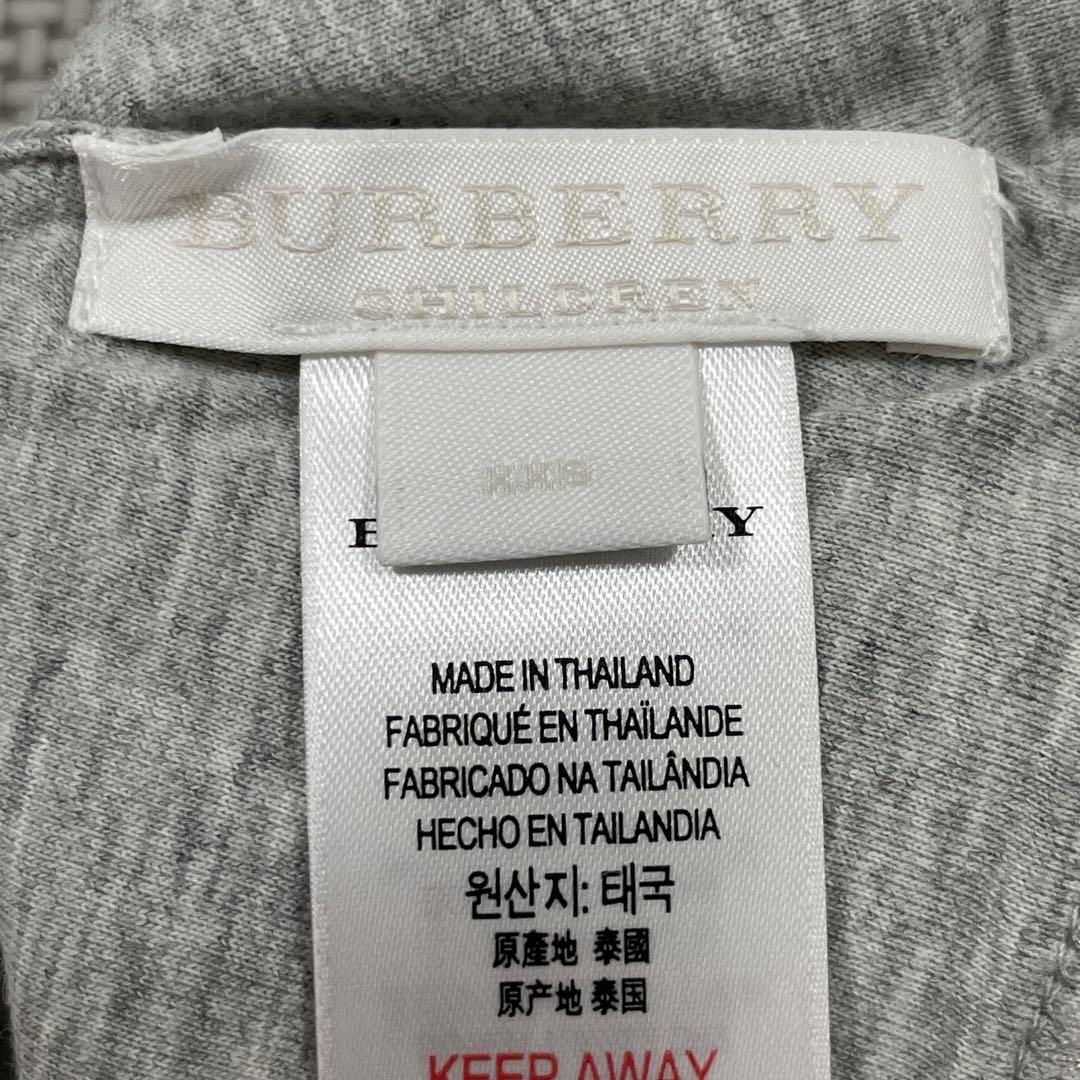 BURBERRY
CHILDREN
MADE IN THAILAND
FABRIQUÉ EN THAÏLANDE
FABRICADO NA TAILÂNDIA
HECHO EN TAILANDIA
원산지: 태국
原產地 泰國
原产地 泰国
KEEP AWAY